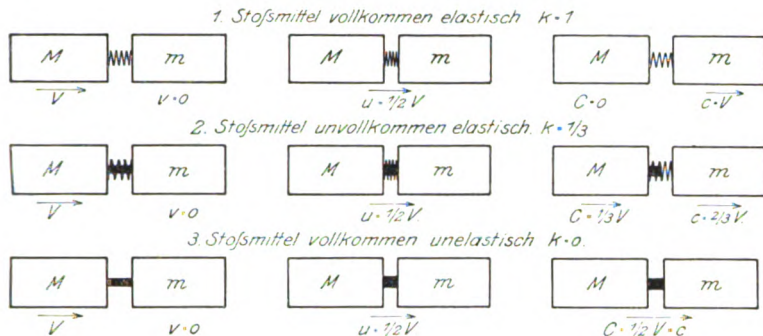 1. Stoßmittel vollkommen elastisch k=1
M m M m M m
V v=0 u=1/2 V C=0 c=V
2. Stoßmittel unvollkommen elastisch. k=1/3
M m M m M m
V v=0 u=1/2 V. C=1/3 V c=2/3 V.
3. Stoßmittel vollkommen unelastisch k=0.
M m M m M m
V v=0 u=1/2 V C=1/2 V=c